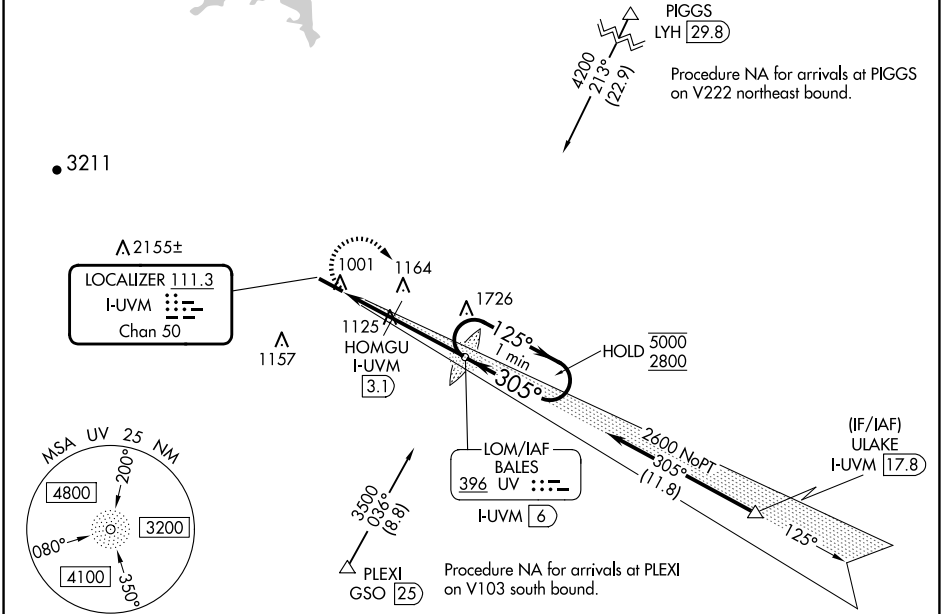 PIGGS
LYH 29.8
4200
213°
(22.9)
Procedure NA for arrivals at PIGGS
on V222 northeast bound.
3211
2155±
LOCALIZER 111.3
I-UVM
Chan 50
1001
1164
1726
1157
1125
HOMGU
I-UVM
3.1
125°
1 min
305°
HOLD 5000
2800
2600 NoPT
305°
(11.8)
(IF/IAF)
ULAKE
I-UVM 17.8
125°
LOM/IAF
BALES
396 UV
I-UVM 6
MSA UV 25 NM
200°
4800
3200
080°
4100
350°
3500
036°
(8.8)
PLEXI
GSO 25
Procedure NA for arrivals at PLEXI
on V103 south bound.